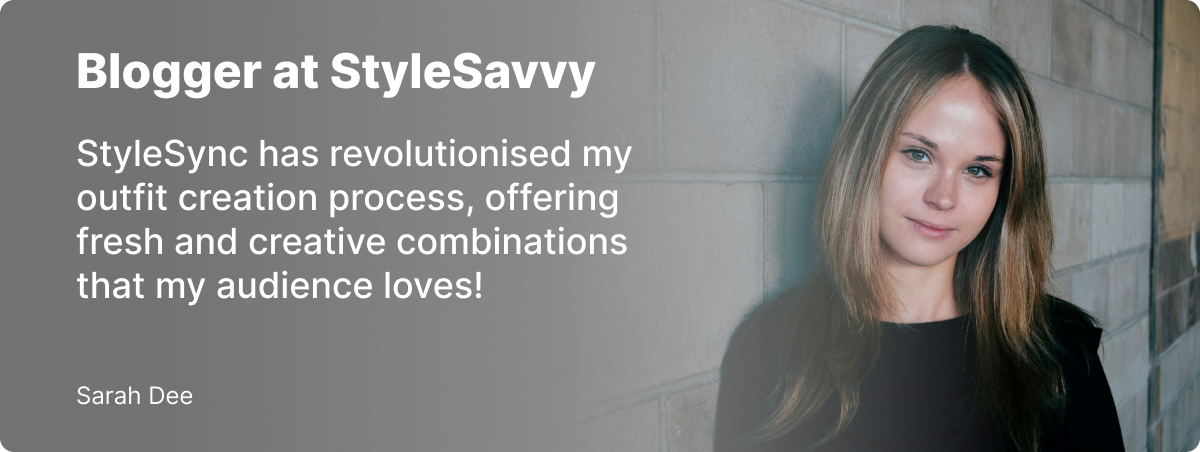 Blogger at StyleSavvy
StyleSync has revolutionised my
outfit creation process, offering
fresh and creative combinations
that my audience loves!
Sarah Dee